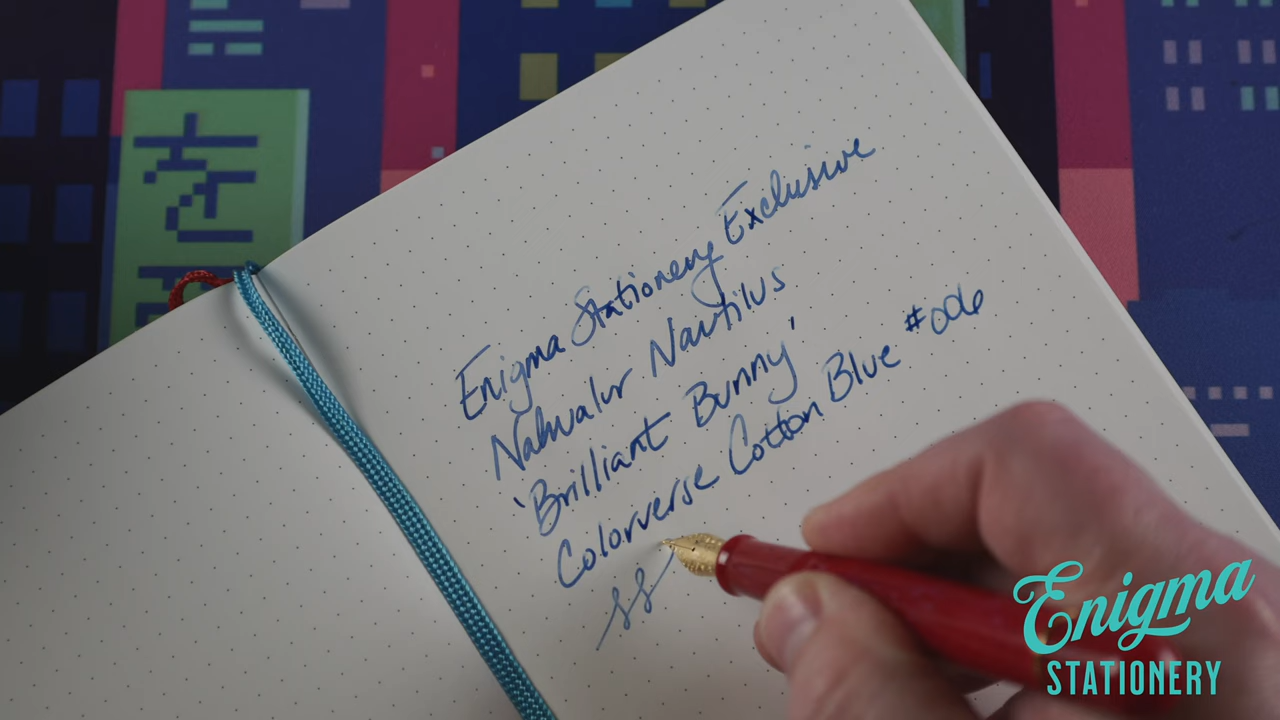 Enigma Stationery Exclusive
Nahvalur Nautilus
'Brilliant Bunny'
Colorverse Cotton Blue #006
Enigma
STATIONERY